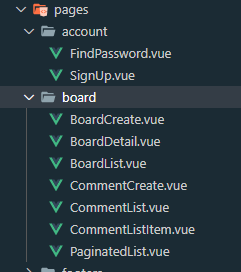 pages
account
FindPassword.vue
SignUp.vue
board
BoardCreate.vue
BoardDetail.vue
BoardList.vue
CommentCreate.vue
CommentList.vue
CommentListItem.vue
PaginatedList.vue